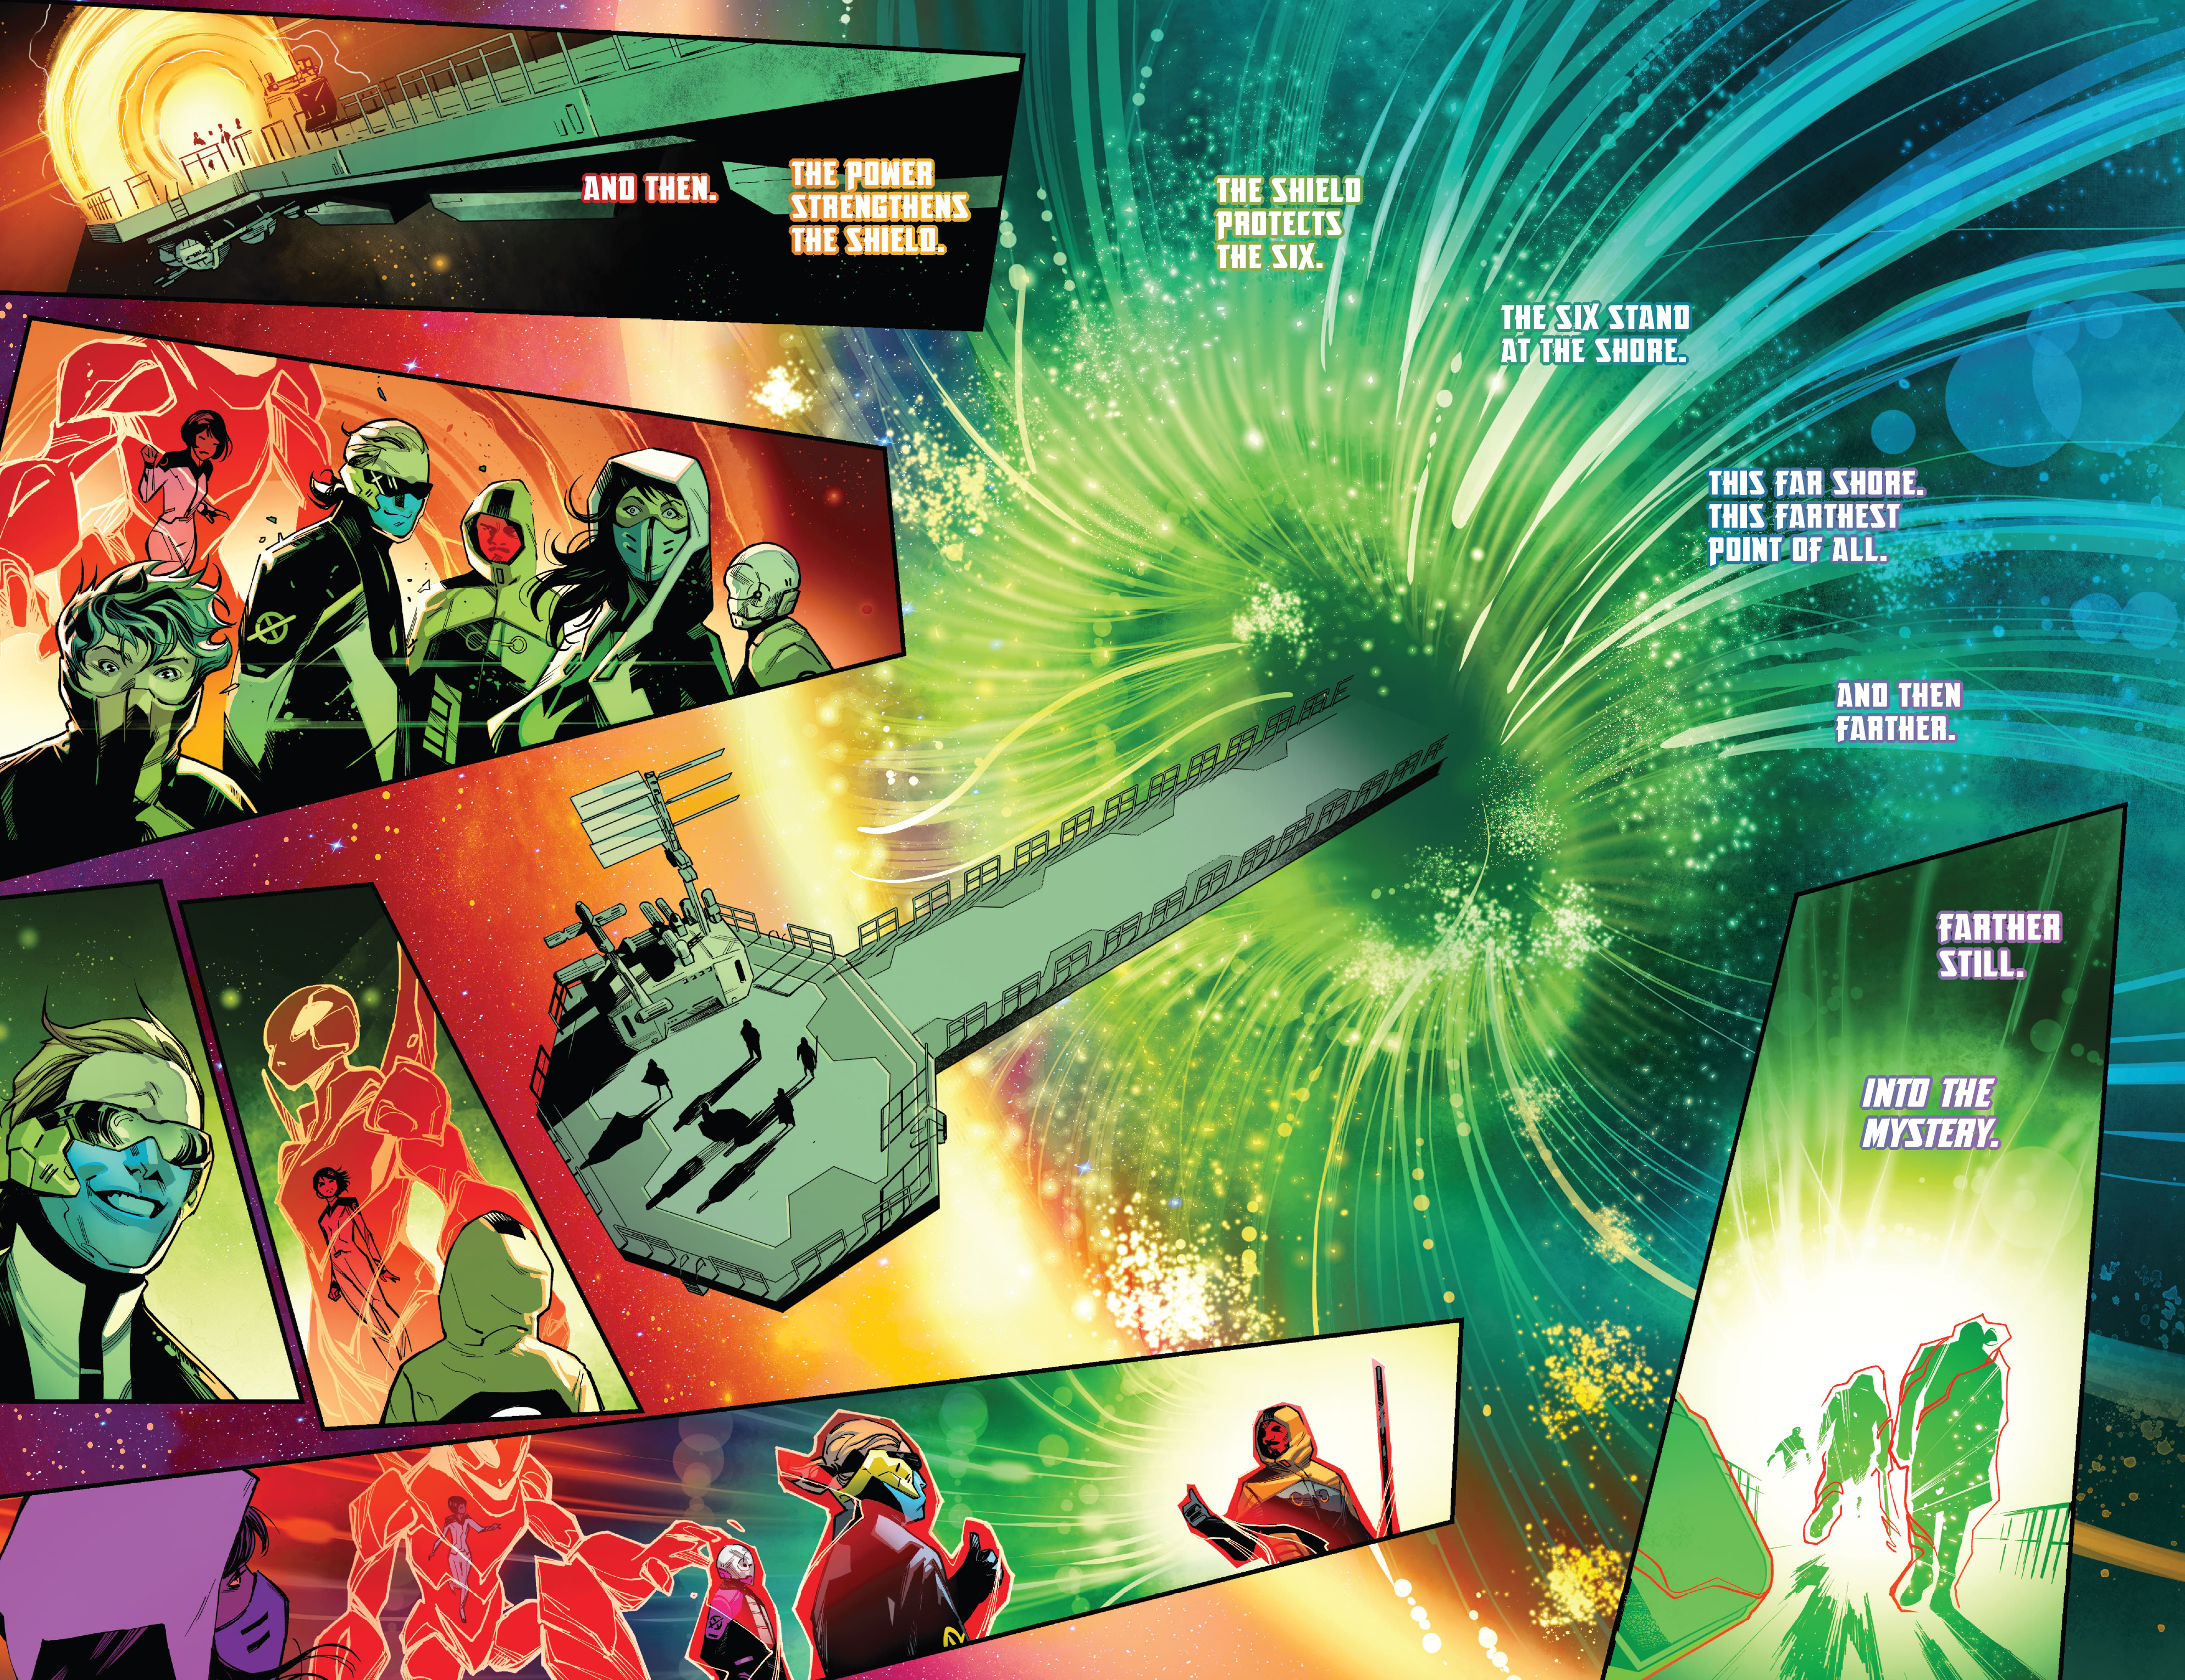 AND THEN.
THE POWER
STRENGTHENS
THE SHIELD.
THE SHIELD
PROTECTS
THE SIX.
THE SIX STAND
AT THE SHORE.
THIS FAR SHORE.
THIS FARTHEST
POINT OF ALL.
AND THEN
FARTHER.
FARTHER
STILL.
INTO THE
MYSTERY.